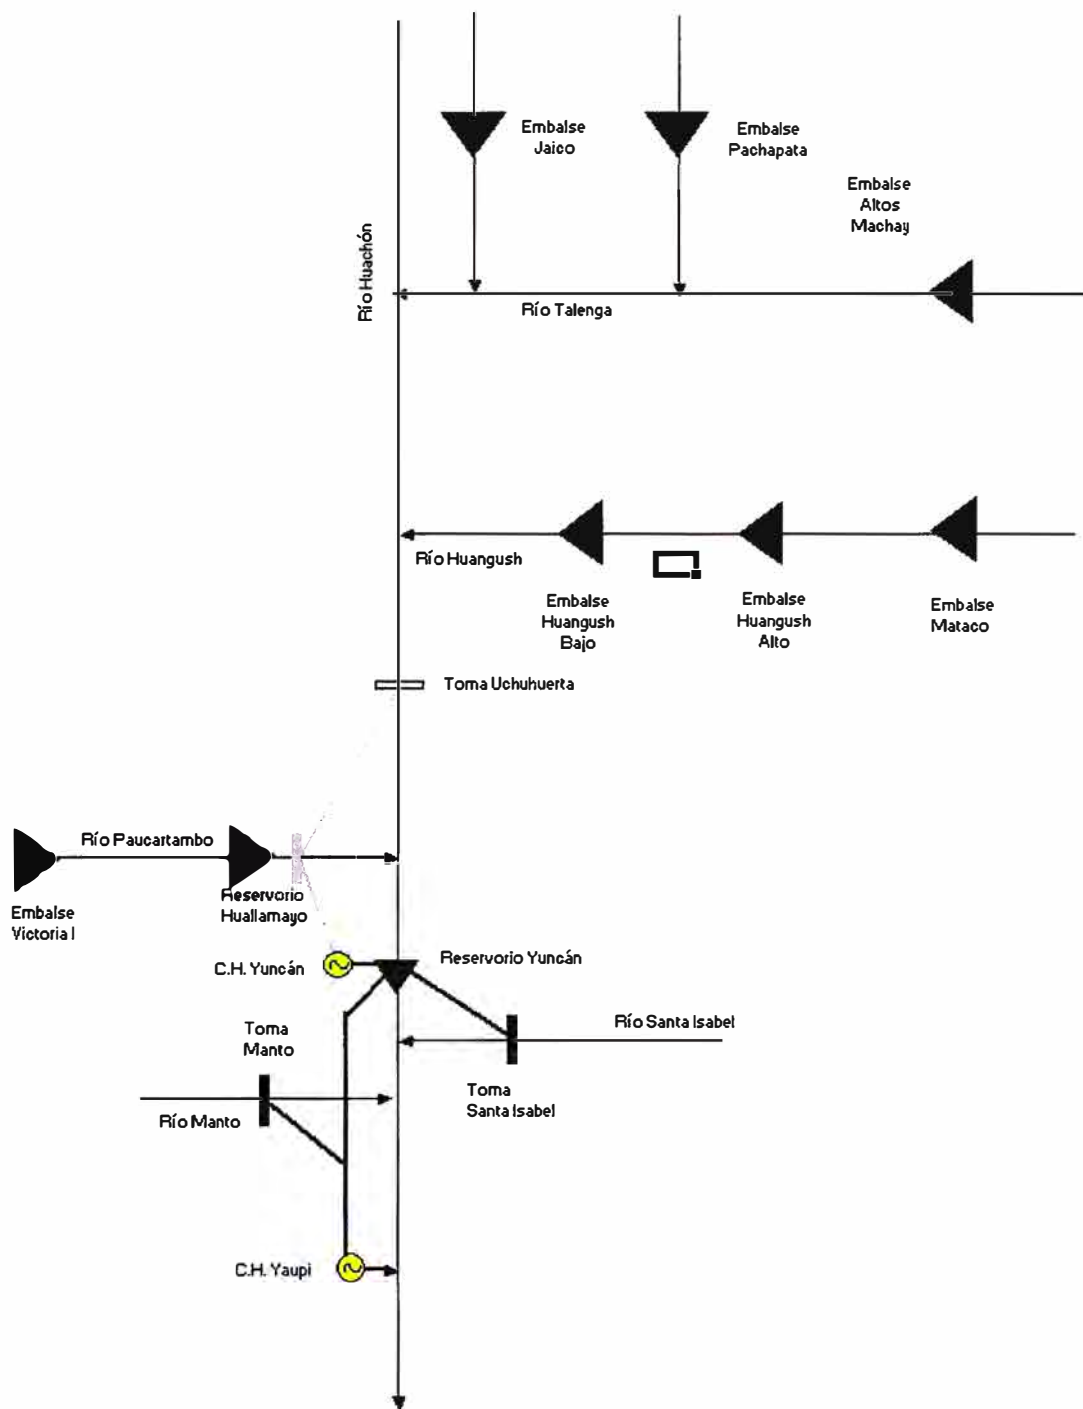 Embalse
Jaico
Embalse
Pachapata
Embalse
Altos
Machay
Río Huachón
Río Talenga
Río Huangush
Embalse
Huangush
Bajo
Embalse
Huangush
Alto
Embalse
Mataco
Toma Uchuhuerta
Río Paucartambo
Embalse
Victoria I
Reservorio
Huallamayo
C.H. Yuncán
Reservorio Yuncán
Toma
Manto
Río Santa Isabel
Toma
Santa Isabel
Río Manto
C.H. Yaupi